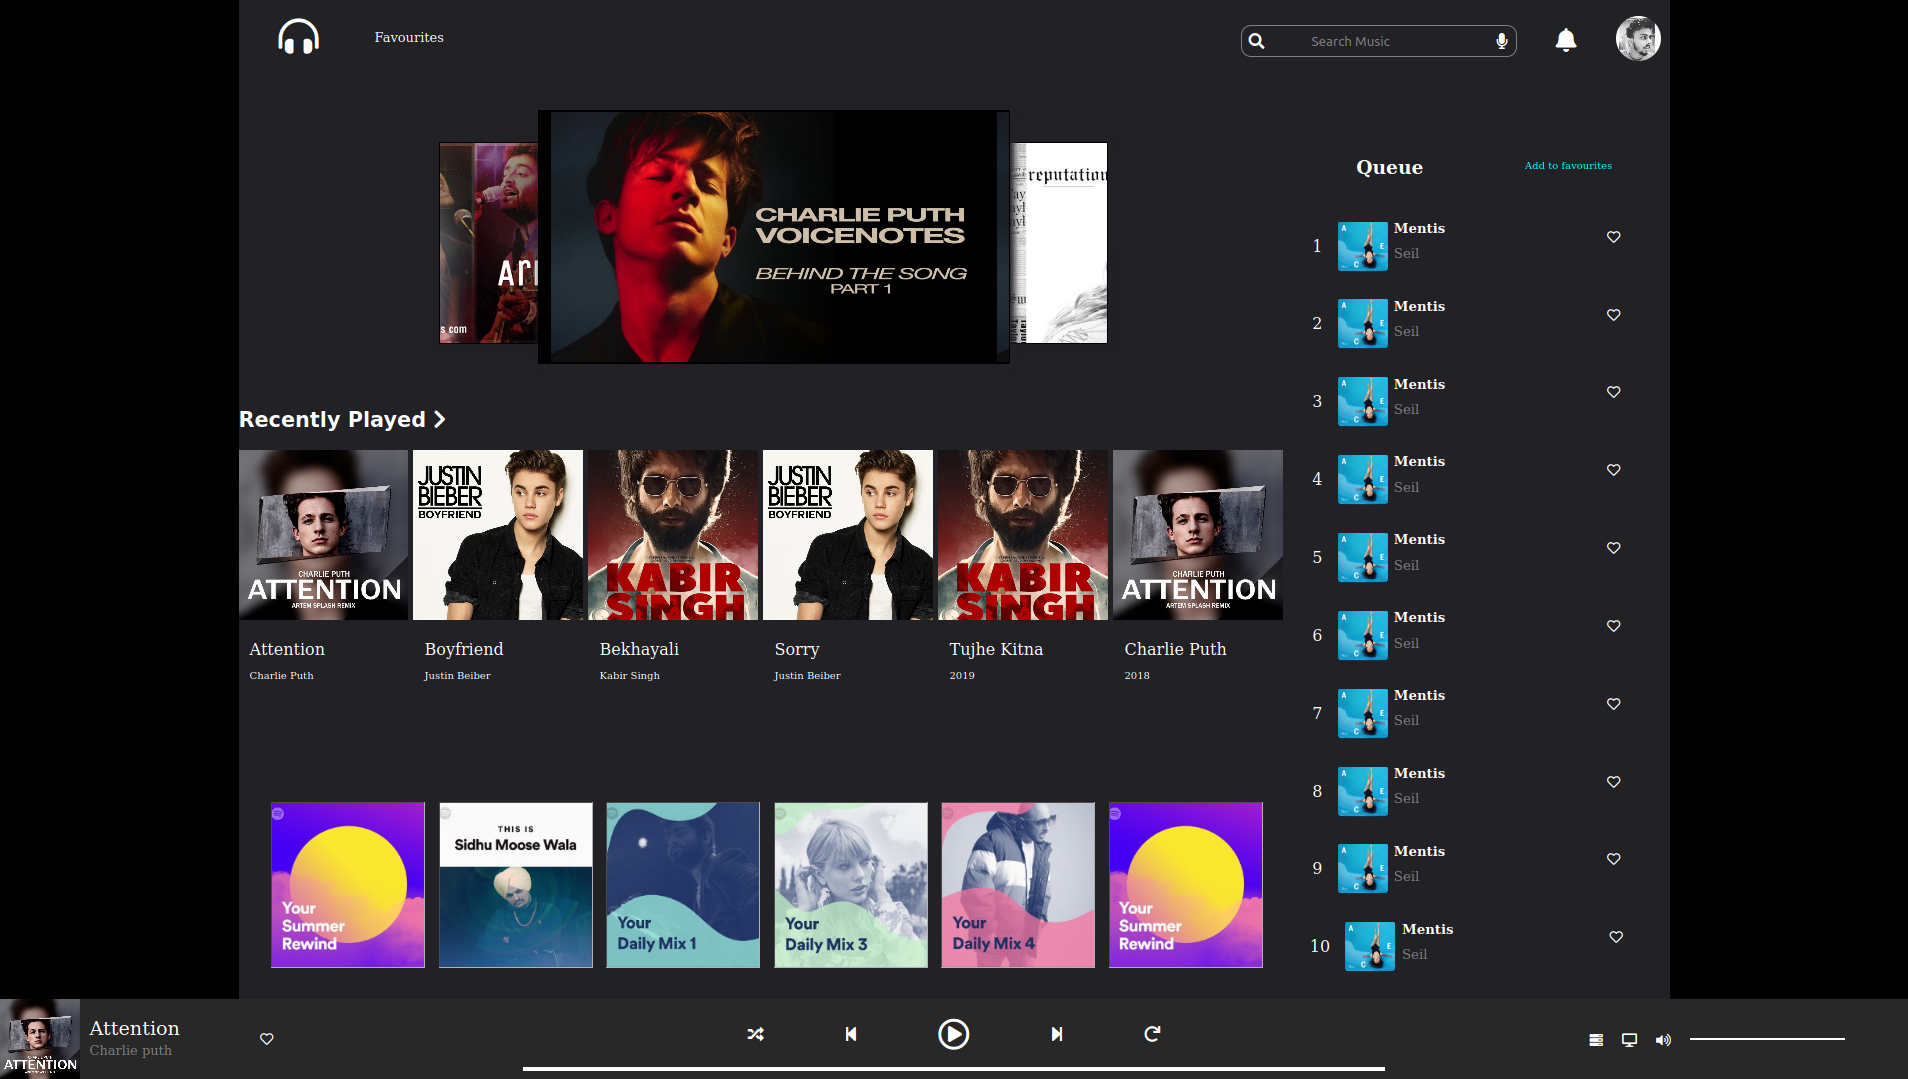 Favourites
Search Music
Arı
s com
CHARLIE PUTH
VOICENOTES
BEHIND THE SONG
PART 1
reputation
Queue
Add to favourites
1
Mentis
Seil
2
Mentis
Seil
3
Mentis
Seil
4
Mentis
Seil
5
Mentis
Seil
6
Mentis
Seil
7
Mentis
Seil
8
Mentis
Seil
9
Mentis
Seil
10
Mentis
Seil
Recently Played
CHARLIE PUTH
ATTENTION
ARTEM SPLASH REMIX
JUSTIN
BIEBER
BOYFRIEND
KABIR
SINGH
JUSTIN
BIEBER
BOYFRIEND
KABIR
SINGH
CHARLIE PUTH
ATTENTION
ARTEM SPLASH REMIX
Attention
Charlie Puth
Boyfriend
Justin Beiber
Bekhayali
Kabir Singh
Sorry
Justin Beiber
Tujhe Kitna
2019
Charlie Puth
2018
Your
Summer
Rewind
THIS IS
Sidhu Moose Wala
Your
Daily Mix 1
Your
Daily Mix 3
Your
Daily Mix 4
Your
Summer
Rewind
ATTENTION
Attention
Charlie puth